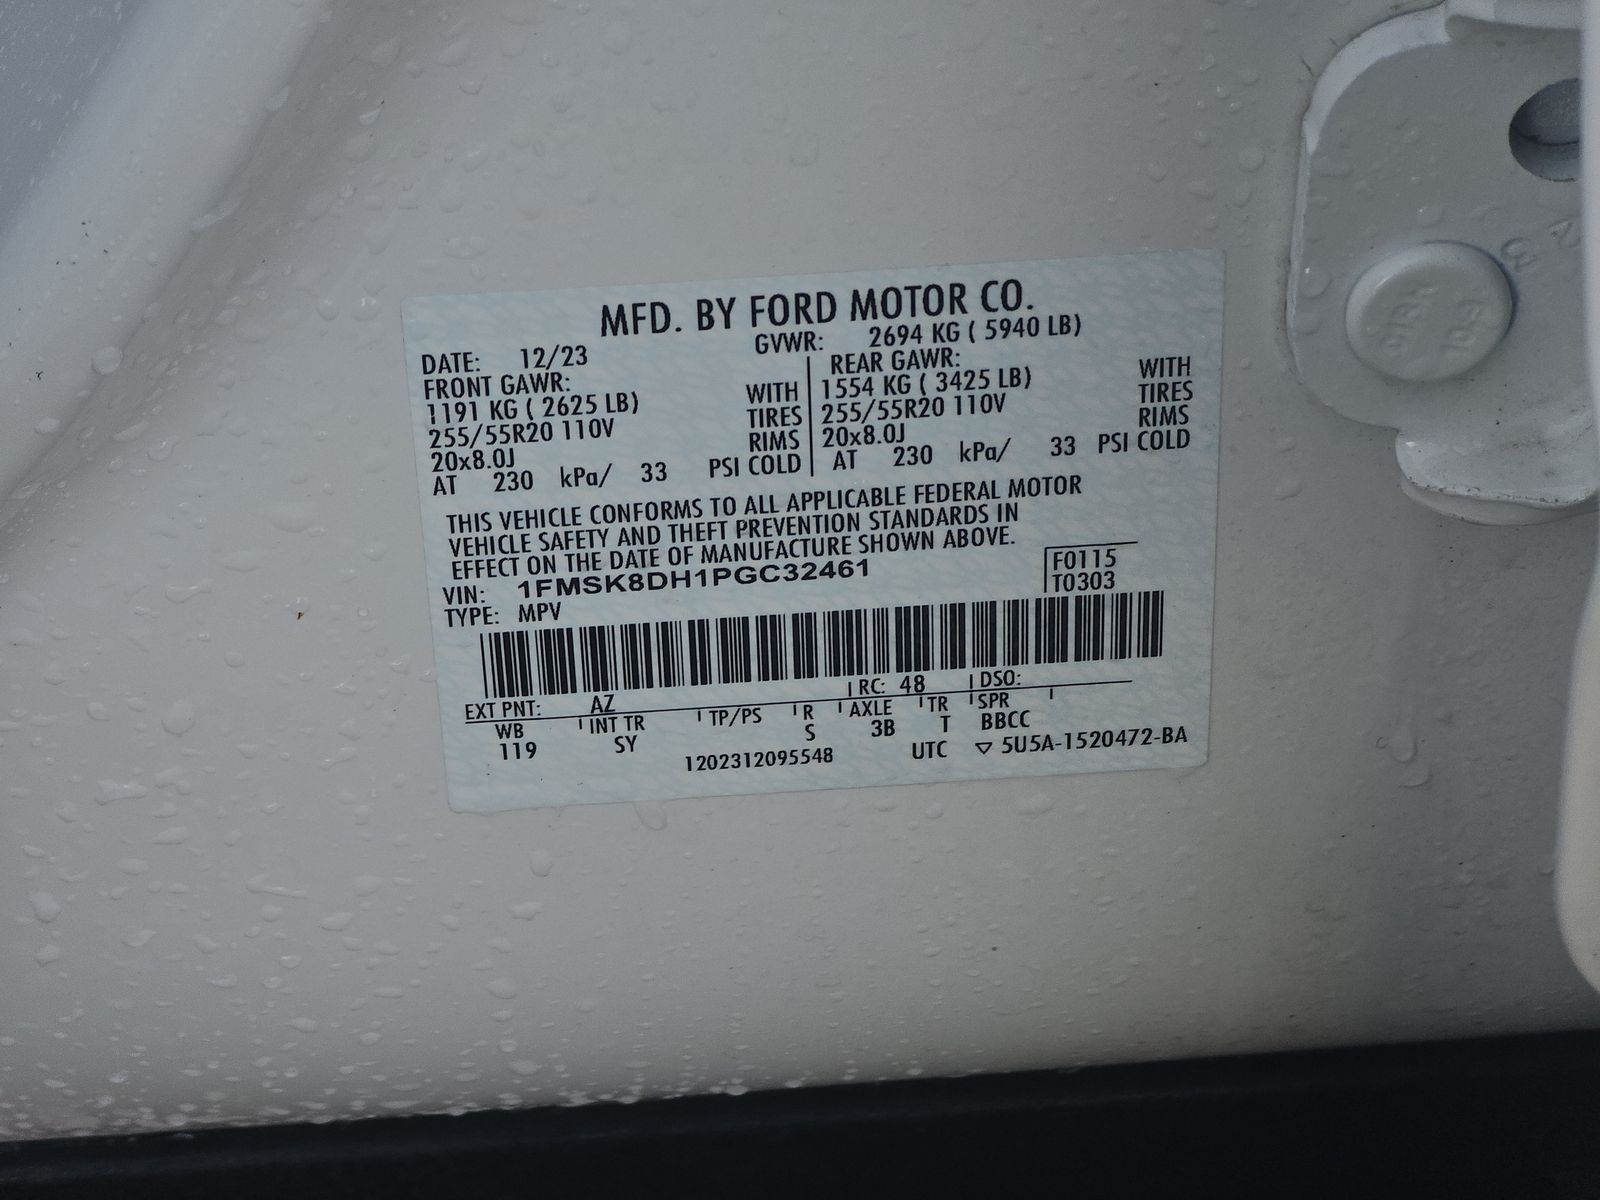 MFD. BY FORD MOTOR CO.
DATE: 12/23 GVWR: 2694 KG ( 5940 LB)
FRONT GAWR: REAR GAWR:
1191 KG ( 2625 LB) WITH 1554 KG ( 3425 LB) WITH
255/55R20 110V TIRES 255/55R20 110V TIRES
20x8.0J RIMS 20x8.0J RIMS
AT 230 kPa/ 33 PSI COLD AT 230 kPa/ 33 PSI COLD
THIS VEHICLE CONFORMS TO ALL APPLICABLE FEDERAL MOTOR
VEHICLE SAFETY AND THEFT PREVENTION STANDARDS IN
EFFECT ON THE DATE OF MANUFACTURE SHOWN ABOVE.
VIN: 1FMSK8DH1PGC32461 F0115
TYPE: MPV T0303
EXT PNT: AZ RC: 48 DSO:
WB INT TR TP/PS R AXLE TR SPR
119 SY S 3B T BBCC
1202312095548 UTC ▽ 5U5A-1520472-BA